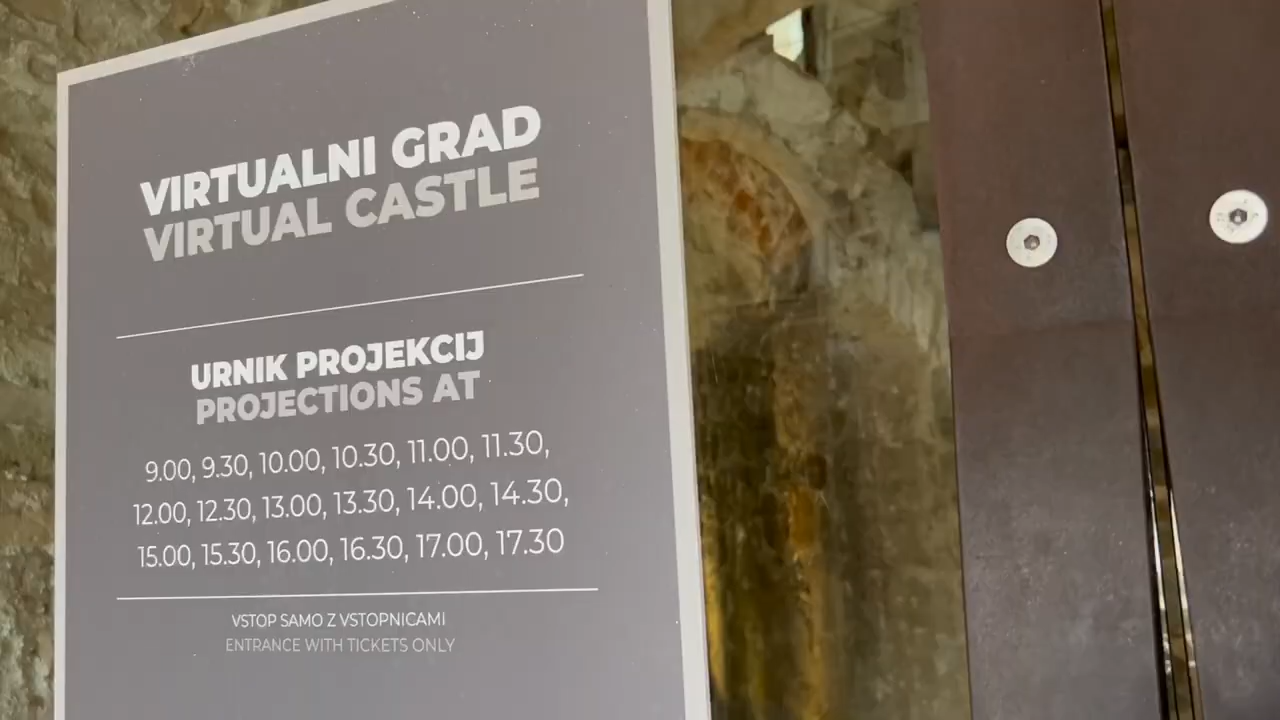 VIRTUALNI GRAD
VIRTUAL CASTLE
URNIK PROJEKCIJ
PROJECTIONS AT
9.00, 9.30, 10.00, 10.30, 11.00, 11.30,
12.00, 12.30, 13.00, 13.30, 14.00, 14.30,
15.00, 15.30, 16.00, 16.30, 17.00, 17.30
VSTOP SAMO Z VSTOPNICAMI
ENTRANCE WITH TICKETS ONLY